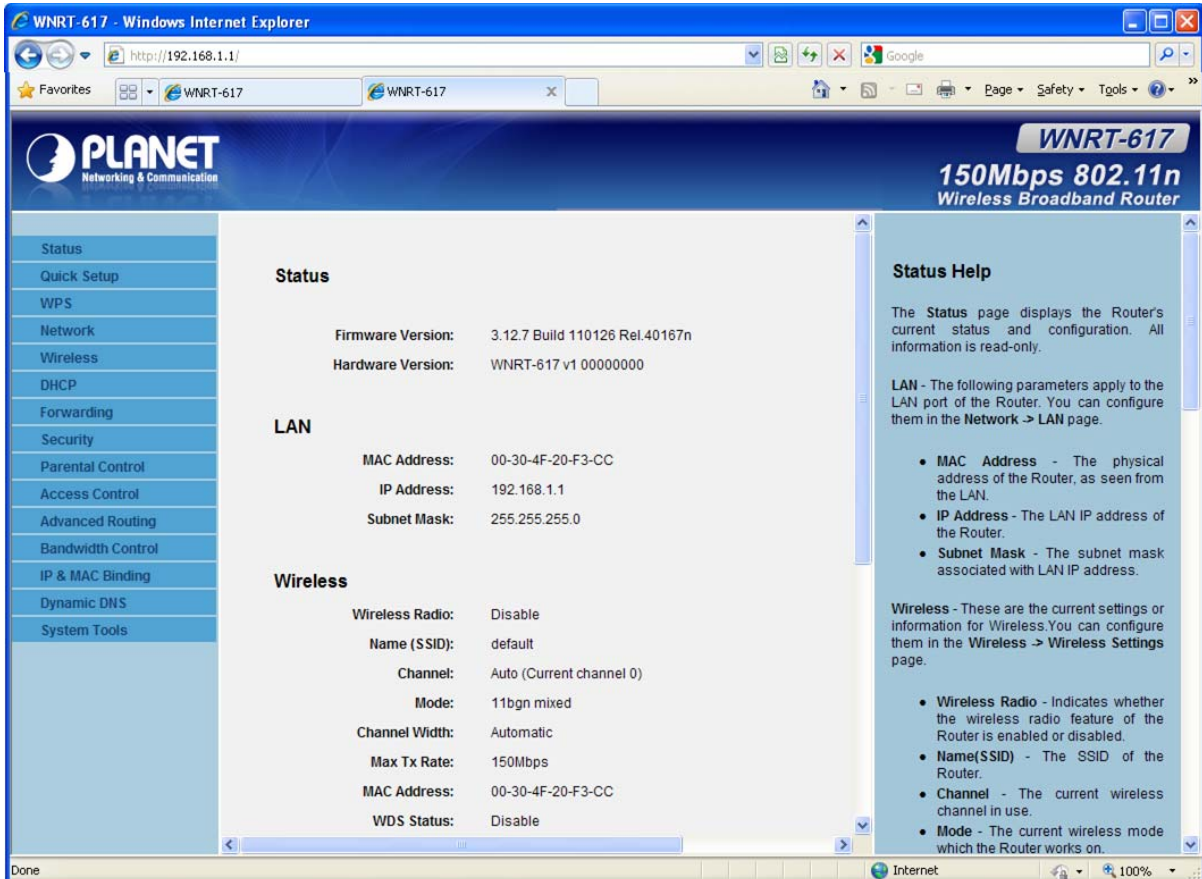 WNRT-617 - Windows Internet Explorer
http://192.168.1.1/
Google
Favorites
WNRT-617
WNRT-617
Page
Safety
Tools
PLANET
Networking & Communication
WNRT-617
150Mbps 802.11n
Wireless Broadband Router
Status
Quick Setup
WPS
Network
Wireless
DHCP
Forwarding
Security
Parental Control
Access Control
Advanced Routing
Bandwidth Control
IP & MAC Binding
Dynamic DNS
System Tools
Status
Firmware Version: 3.12.7 Build 110126 Rel.40167n
Hardware Version: WNRT-617 v1 00000000
LAN
MAC Address: 00-30-4F-20-F3-CC
IP Address: 192.168.1.1
Subnet Mask: 255.255.255.0
Wireless
Wireless Radio: Disable
Name (SSID): default
Channel: Auto (Current channel 0)
Mode: 11bgn mixed
Channel Width: Automatic
Max Tx Rate: 150Mbps
MAC Address: 00-30-4F-20-F3-CC
WDS Status: Disable
Status Help
The Status page displays the Router's
current status and configuration. All
information is read-only.
LAN - The following parameters apply to the
LAN port of the Router. You can configure
them in the Network -> LAN page.
• MAC Address - The physical
address of the Router, as seen from
the LAN.
• IP Address - The LAN IP address of
the Router.
• Subnet Mask - The subnet mask
associated with LAN IP address.
Wireless - These are the current settings or
information for Wireless.You can configure
them in the Wireless -> Wireless Settings
page.
• Wireless Radio - Indicates whether
the wireless radio feature of the
Router is enabled or disabled.
• Name(SSID) - The SSID of the
Router.
• Channel - The current wireless
channel in use.
• Mode - The current wireless mode
which the Router works on.
Done
Internet
100%